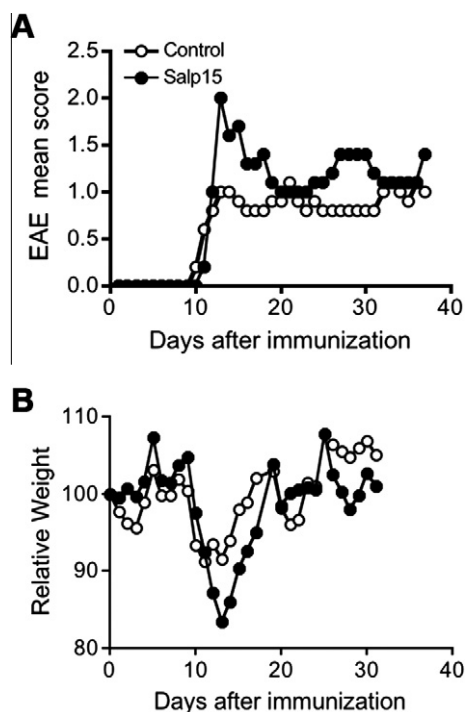 A
Control
Salp15
2.5
2.0
1.5
1.0
0.5
0.0
EAE mean score
0 10 20 30 40
Days after immunization
B
110
100
90
80
Relative Weight
0 10 20 30 40
Days after immunization